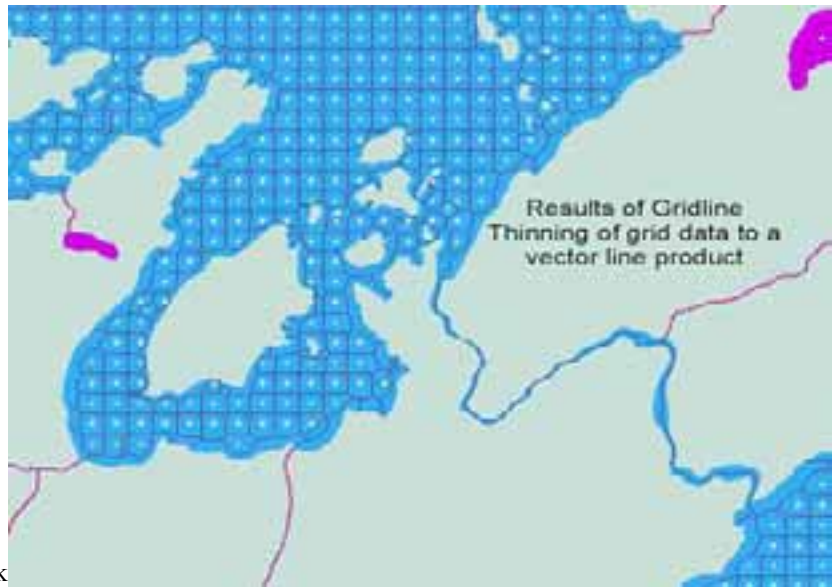 Results of Gridline
Thinning of grid data to a
vector line product
k